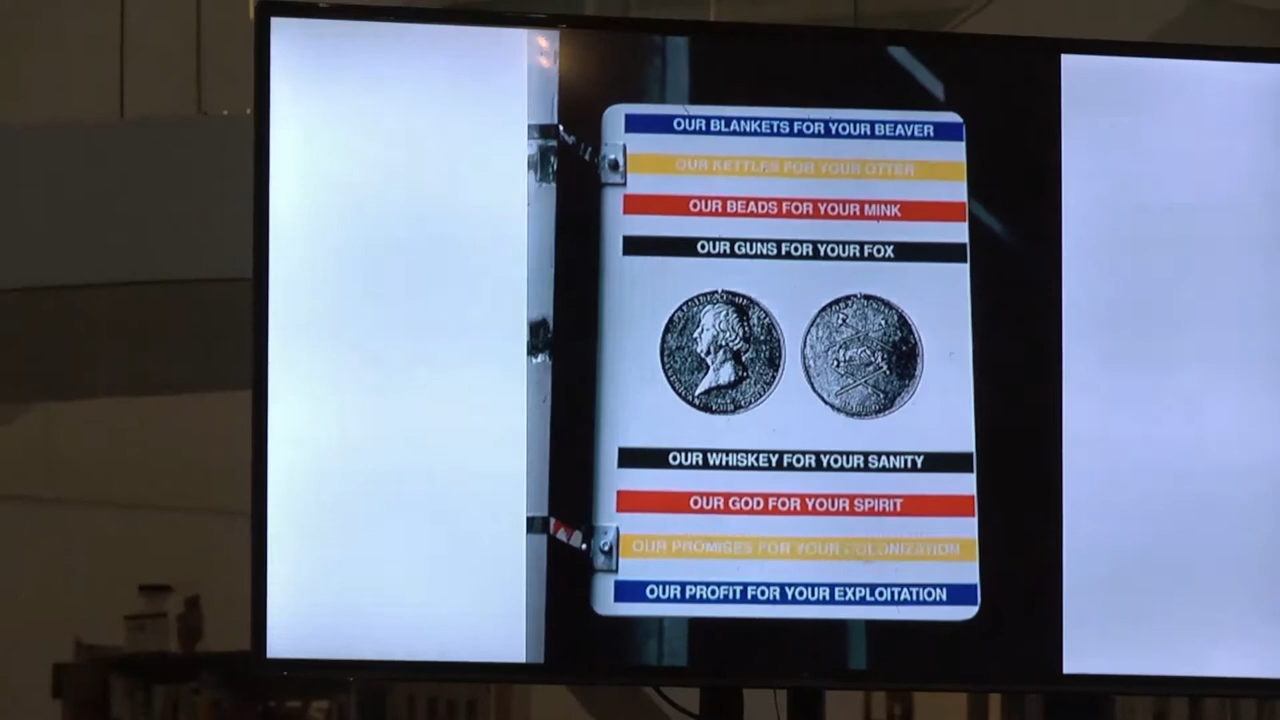 OUR BLANKETS FOR YOUR BEAVER
OUR KETTLES FOR YOUR OTTER
OUR BEADS FOR YOUR MINK
OUR GUNS FOR YOUR FOX
OUR WHISKEY FOR YOUR SANITY
OUR GOD FOR YOUR SPIRIT
OUR PROMISES FOR YOUR COLONIZATION
OUR PROFIT FOR YOUR EXPLOITATION